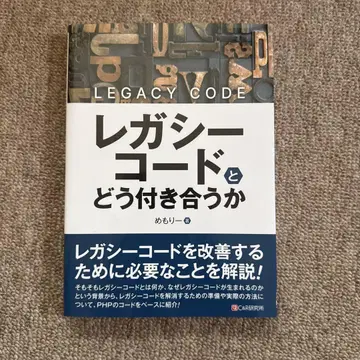 LEGACY CODE
レガシー
コードと
どう付き合うか
めもりー 著
レガシーコードを改善する
ために必要なことを解説!
そもそもレガシーコードとは何か、なぜレガシーコードが生まれるのか
という背景から、レガシーコードを解消するための準備や実際の方法に
ついて、PHPのコードをベースに紹介!
C&R研究所